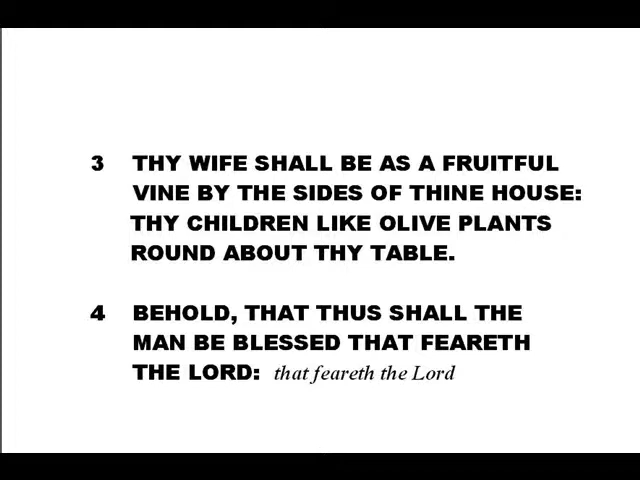 3 THY WIFE SHALL BE AS A FRUITFUL
VINE BY THE SIDES OF THINE HOUSE:
THY CHILDREN LIKE OLIVE PLANTS
ROUND ABOUT THY TABLE.
4 BEHOLD, THAT THUS SHALL THE
MAN BE BLESSED THAT FEARETH
THE LORD: that feareth the Lord